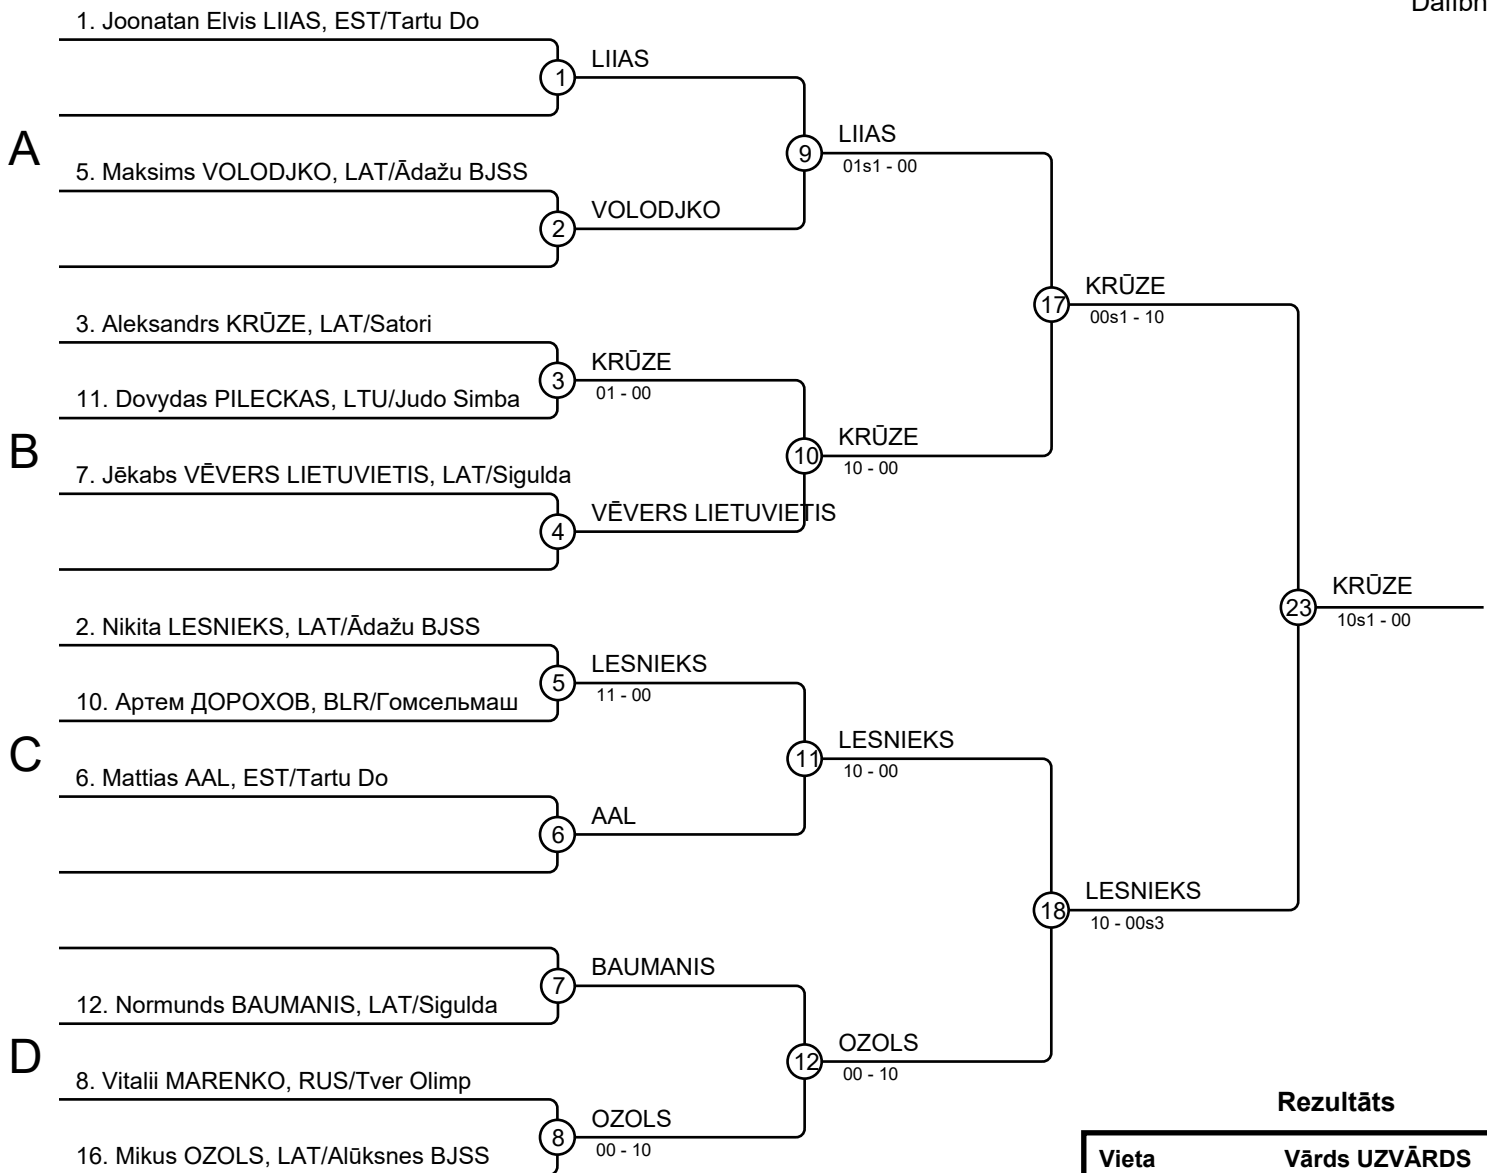 Dalībn
1. Joonatan Elvis LIIAS, EST/Tartu Do
1
LIIAS
A
9
LIIAS
01s1 - 00
5. Maksims VOLODJKO, LAT/Ādažu BJSS
2
VOLODJKO
17
KRŪZE
00s1 - 10
3. Aleksandrs KRŪZE, LAT/Satori
3
KRŪZE
01 - 00
11. Dovydas PILECKAS, LTU/Judo Simba
B
10
KRŪZE
10 - 00
7. Jēkabs VĒVERS LIETUVIETIS, LAT/Sigulda
4
VĒVERS LIETUVIETIS
23
KRŪZE
10s1 - 00
2. Nikita LESNIEKS, LAT/Ādažu BJSS
5
LESNIEKS
11 - 00
10. Артем ДОРОХОВ, BLR/Гомсельмаш
C
11
LESNIEKS
10 - 00
6. Mattias AAL, EST/Tartu Do
6
AAL
18
LESNIEKS
10 - 00s3
7
BAUMANIS
12. Normunds BAUMANIS, LAT/Sigulda
D
12
OZOLS
00 - 10
8. Vitalii MARENKO, RUS/Tver Olimp
8
OZOLS
00 - 10
16. Mikus OZOLS, LAT/Alūksnes BJSS
Rezultāts
Vieta Vārds UZVĀRDS